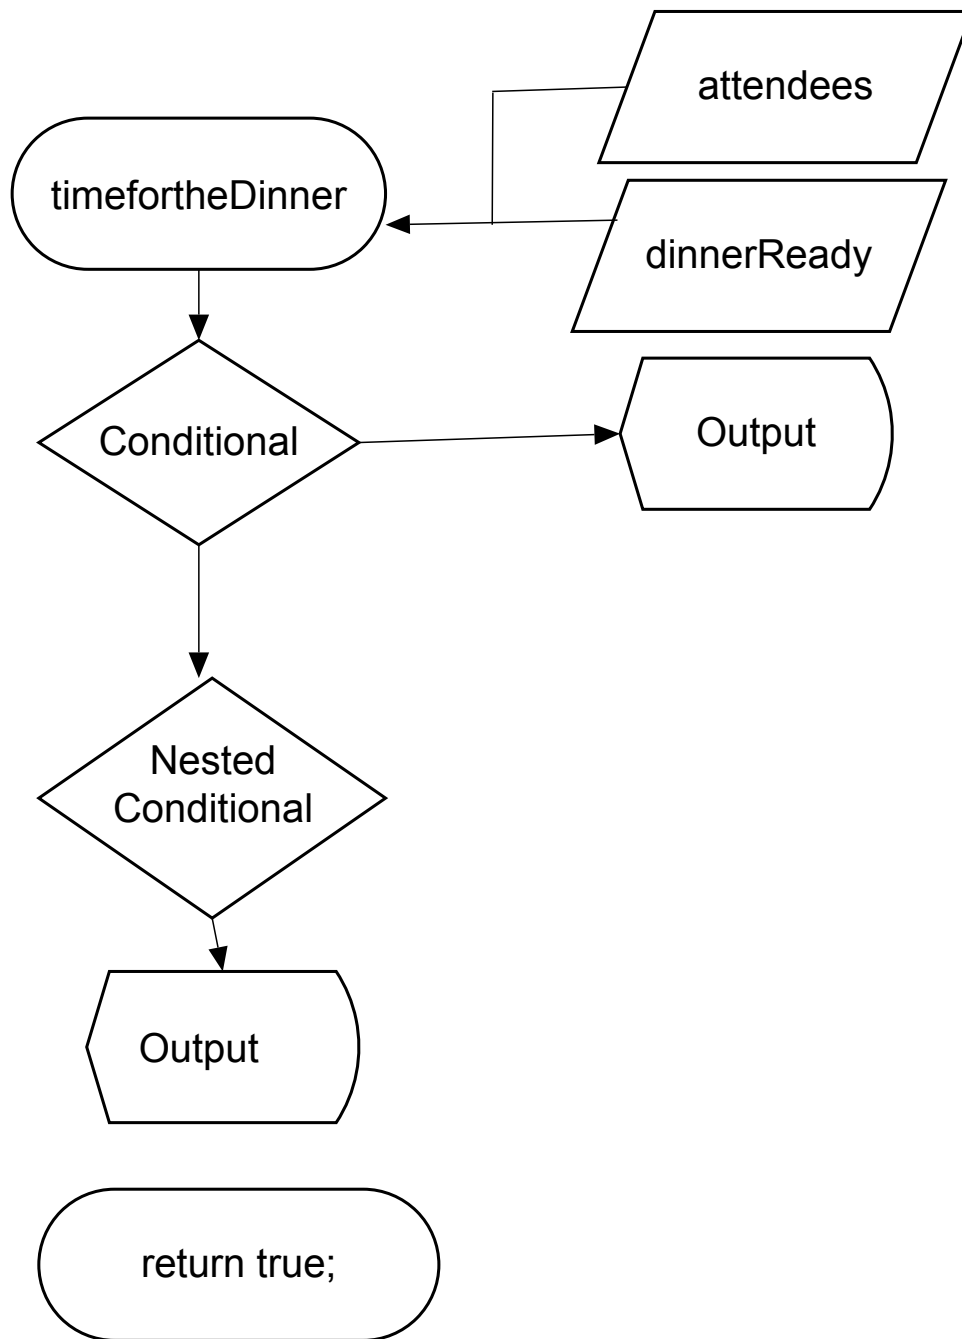 attendees
timefortheDinner
dinnerReady
Conditional
Output
Nested
Conditional
Output
return true;